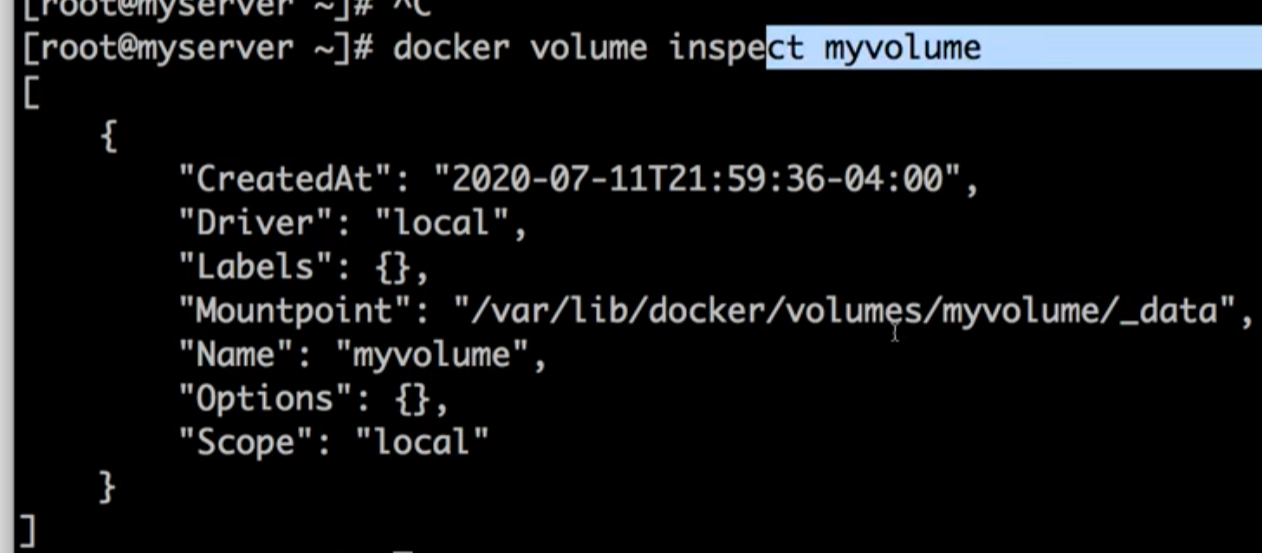 [root@myserver ~]# ^C
[root@myserver ~]# docker volume inspect myvolume
[
    {
        "CreatedAt": "2020-07-11T21:59:36-04:00",
        "Driver": "local",
        "Labels": {},
        "Mountpoint": "/var/lib/docker/volumes/myvolume/_data",
        "Name": "myvolume",
        "Options": {},
        "Scope": "local"
    }
]